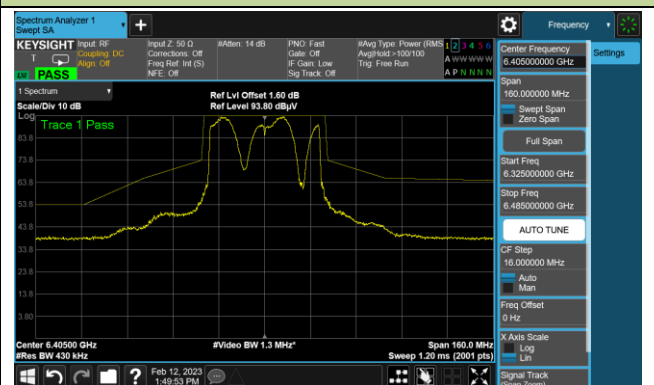 Spectrum Analyzer 1
Swept SA
+
Frequency
KEYSIGHT
T
LW PASS
Input: RF
Coupling: DC
Align: Off
Input Z: 50 Ω
Corrections: Off
Freq Ref: Int (S)
NFE: Off
#Atten: 14 dB
PNO: Fast
Gate: Off
IF Gain: Low
Sig Track: Off
#Avg Type: Power (RMS
Avg|Hold:>100/100
Trig: Free Run
1 2 3 4 5 6
A W W W W W
A P N N N N
Center Frequency
6.405000000 GHz
Settings
Span
160.000000 MHz
Swept Span
Zero Span
Full Span
Start Freq
6.325000000 GHz
Stop Freq
6.485000000 GHz
AUTO TUNE
CF Step
16.000000 MHz
Auto
Man
Freq Offset
0 Hz
X Axis Scale
Log
Lin
Signal Track
(Span Zoom)
1 Spectrum
Scale/Div 10 dB
Ref Lvl Offset 1.60 dB
Ref Level 93.80 dBµV
Log
Trace 1 Pass
83.8
73.8
63.8
53.8
43.8
33.8
23.8
13.8
3.80
Center 6.40500 GHz
#Res BW 430 kHz
#Video BW 1.3 MHz*
Span 160.0 MHz
Sweep 1.20 ms (2001 pts)
?
Feb 12, 2023
1:49:53 PM